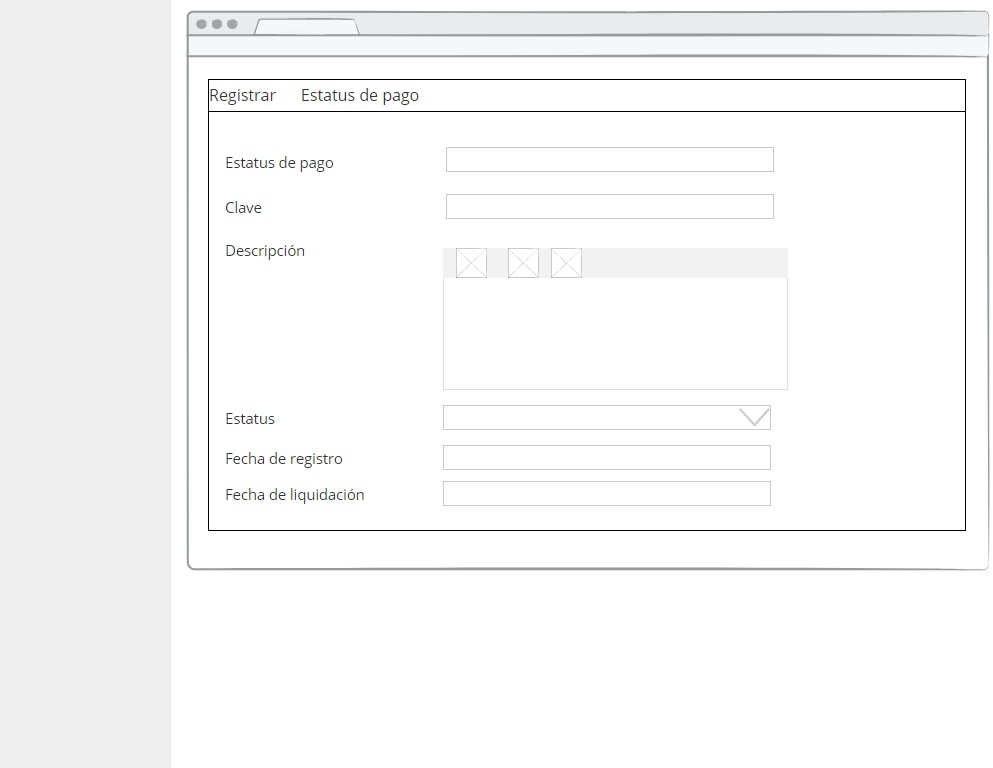 Registrar Estatus de pago
Estatus de pago
Clave
Descripción
Estatus
Fecha de registro
Fecha de liquidación